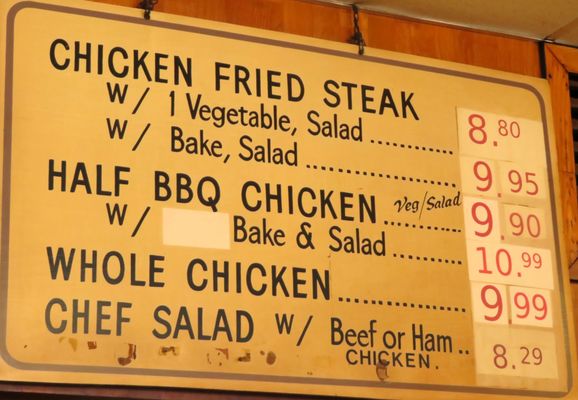 CHICKEN FRIED STEAK
W/ 1 Vegetable, Salad ............ 8.80
W/ Bake, Salad ............ 9.95
HALF BBQ CHICKEN Veg/Salad ........ 9.90
W/ Bake & Salad ........ 10.99
WHOLE CHICKEN ............ 9.99
CHEF SALAD W/ Beef or Ham .. 8.29
CHICKEN.